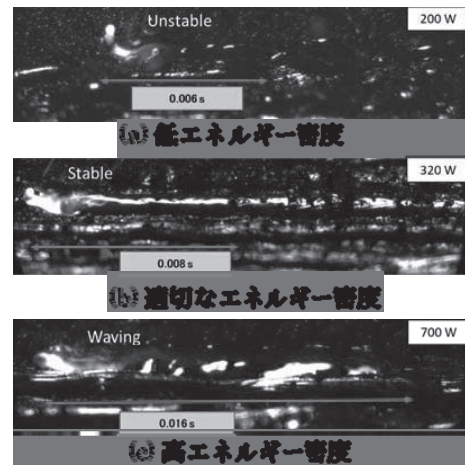 Unstable
200 W
0.006 s
(a) 低エネルギー密度
Stable
320 W
0.008 s
(b) 適切なエネルギー密度
Waving
700 W
0.016 s
(c) 高エネルギー密度